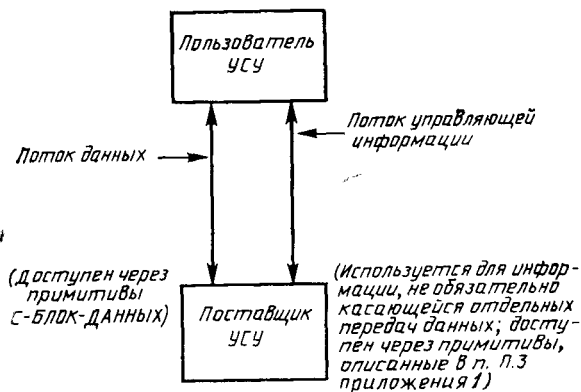 Пользователь
УСУ
Поток данных
Поток управляющей
информации
(Доступен через
примитивы
С-БЛОК-ДАННЫХ)
Поставщик
УСУ
(Используется для инфор-
мации, не обязательно
касающейся отдельных
передач данных; досту-
пен через примитивы,
описанные в п. П.3
приложения 1)